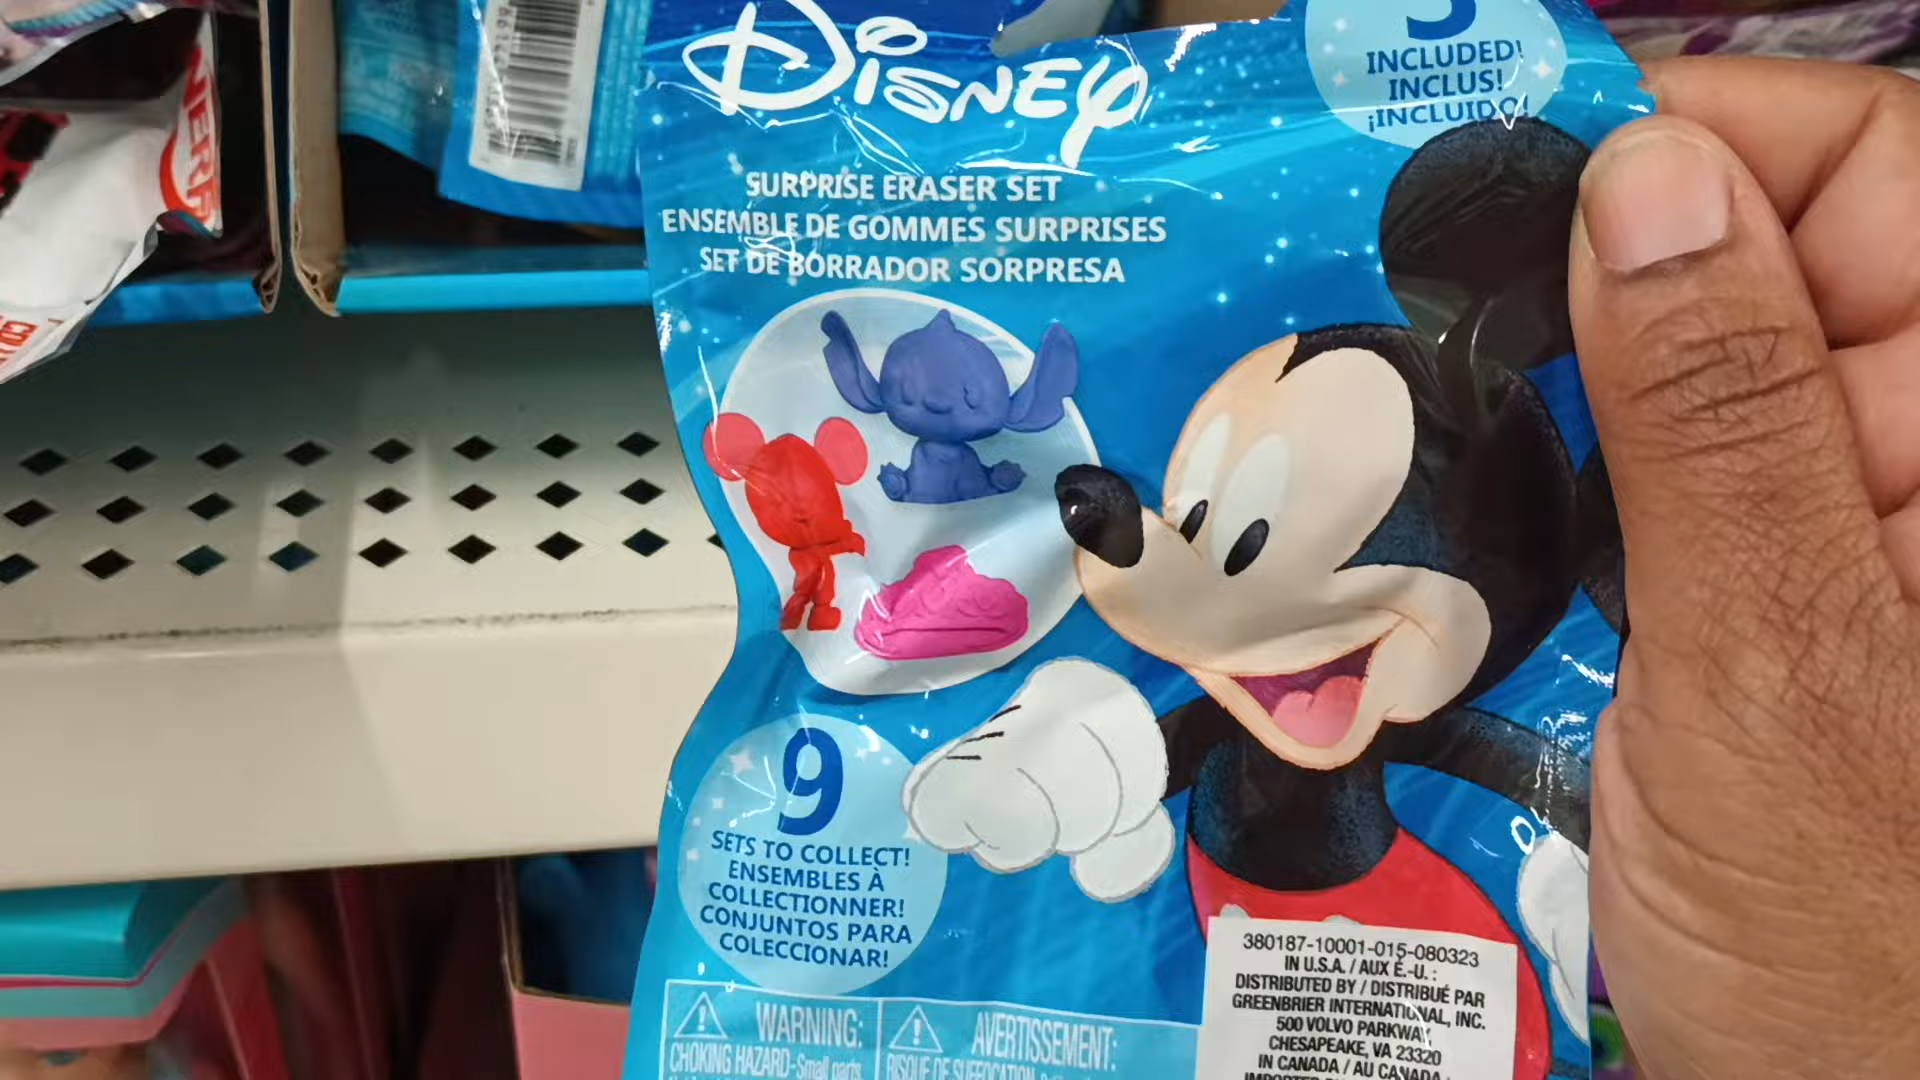 DISNEY
3
INCLUDED!
INCLUS!
¡INCLUIDO!
SURPRISE ERASER SET
ENSEMBLE DE GOMMES SURPRISES
SET DE BORRADOR SORPRESA
NERF
9
SETS TO COLLECT!
ENSEMBLES À
COLLECTIONNER!
CONJUNTOS PARA
COLECCIONAR!
WARNING:
CHOKING HAZARD-Small parts
AVERTISSEMENT:
RISQUE DE SUFFOCATION
380187-10001-015-080323
IN U.S.A. / AUX É.-U. :
DISTRIBUTED BY / DISTRIBUÉ PAR
GREENBRIER INTERNATIONAL, INC.
500 VOLVO PARKWAY,
CHESAPEAKE, VA 23320
IN CANADA / AU CANADA